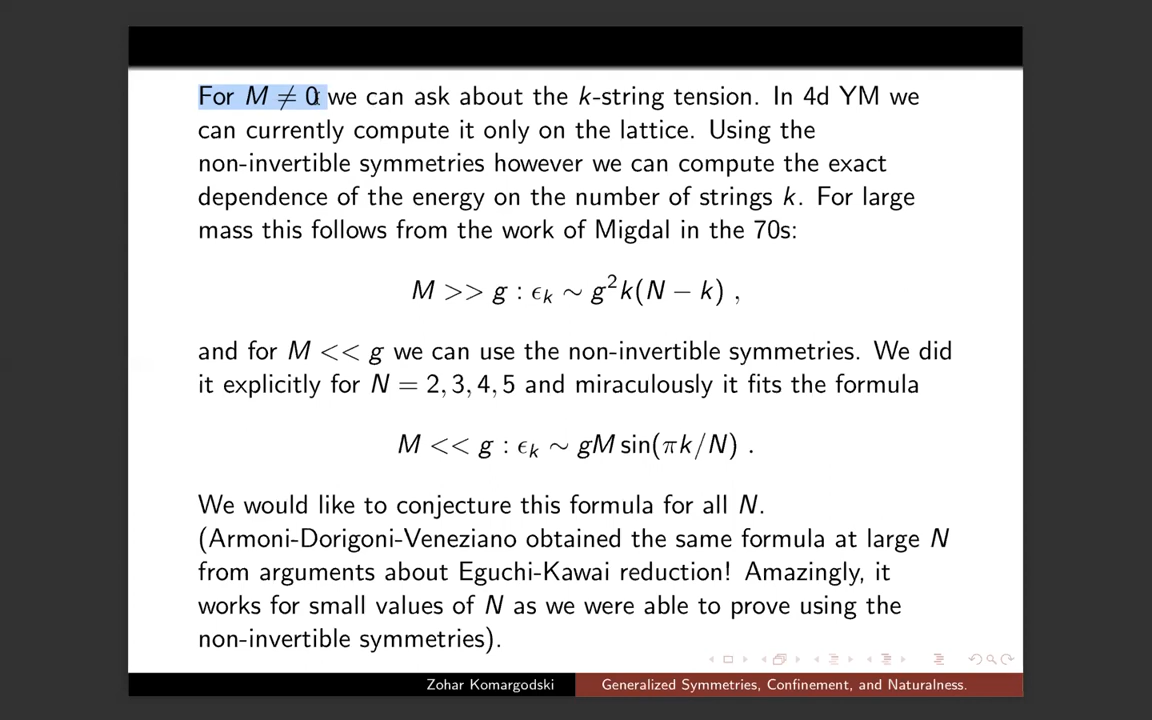 For M ≠ 0 we can ask about the k-string tension. In 4d YM we
can currently compute it only on the lattice. Using the
non-invertible symmetries however we can compute the exact
dependence of the energy on the number of strings k. For large
mass this follows from the work of Migdal in the 70s:
M >> g : ϵₖ ∼ g²k(N − k) ,
and for M << g we can use the non-invertible symmetries. We did
it explicitly for N = 2, 3, 4, 5 and miraculously it fits the formula
M << g : ϵₖ ∼ gM sin(πk/N) .
We would like to conjecture this formula for all N.
(Armoni-Dorigoni-Veneziano obtained the same formula at large N
from arguments about Eguchi-Kawai reduction! Amazingly, it
works for small values of N as we were able to prove using the
non-invertible symmetries).
Zohar Komargodski Generalized Symmetries, Confinement, and Naturalness.